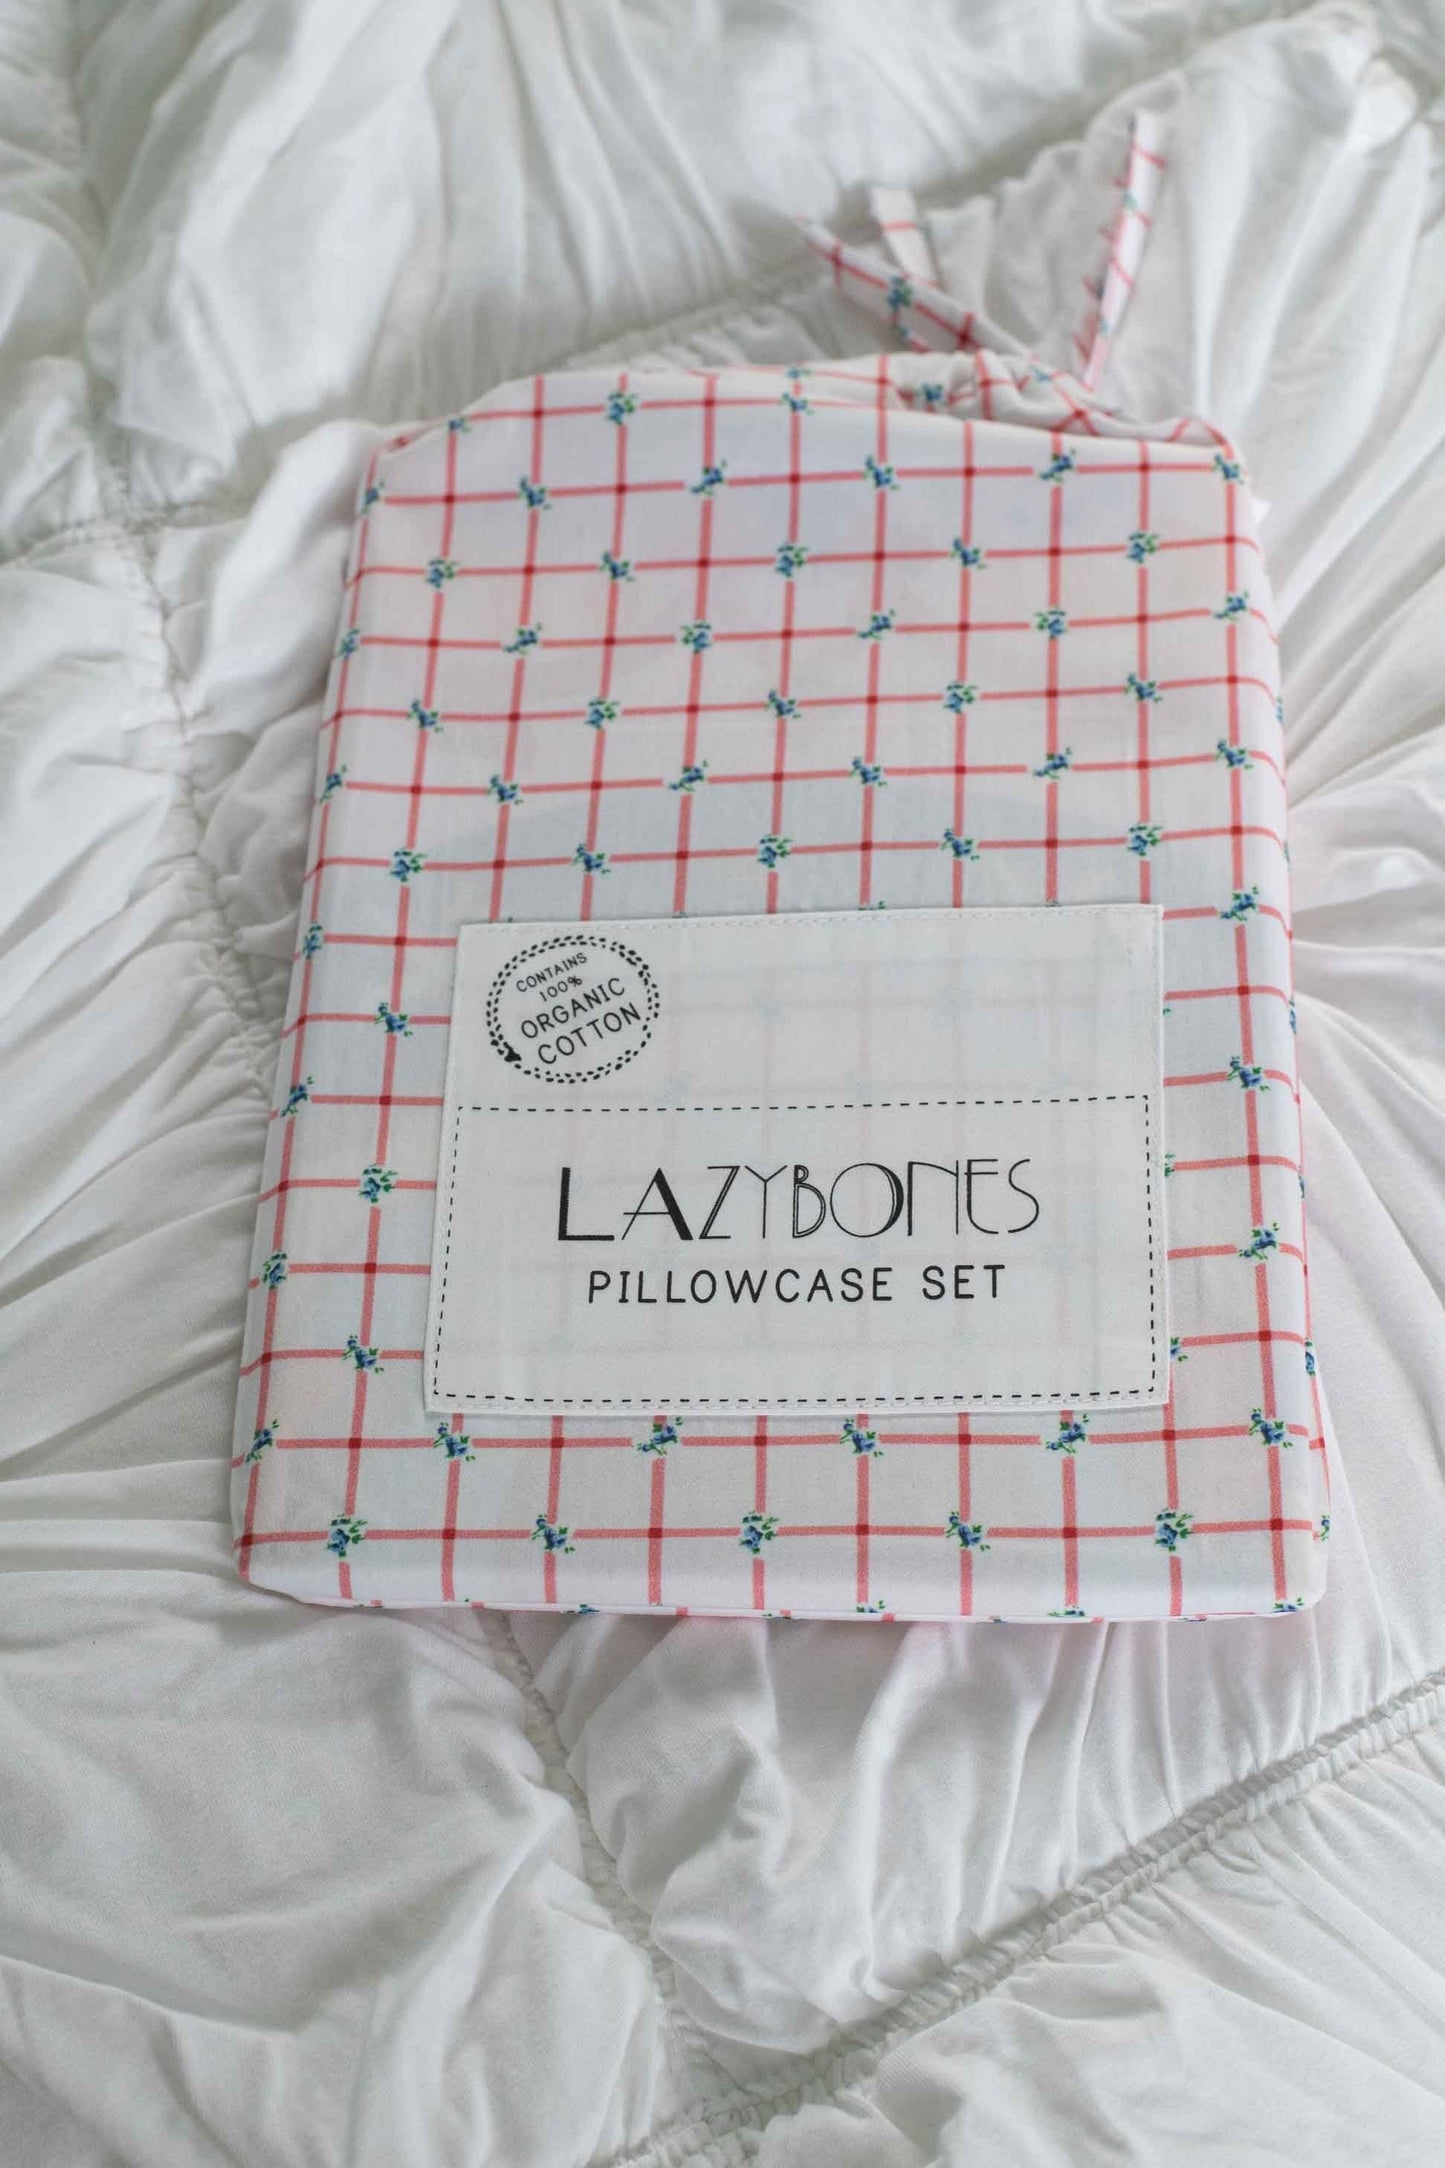 CONTAINS
100%
ORGANIC
COTTON
LAZYBONES
PILLOWCASE SET